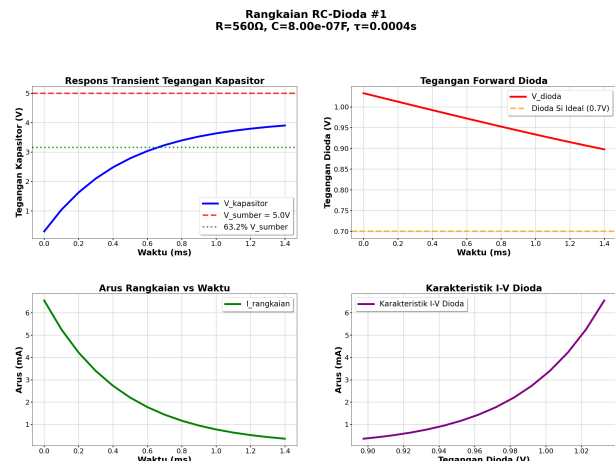 Rangkaian RC-Dioda #1
R=560Ω, C=8.00e-07F, τ=0.0004s
Respons Transient Tegangan Kapasitor
Tegangan Kapasitor (V)
5
4
3
2
1
V_kapasitor
V_sumber = 5.0V
63.2% V_sumber
0.0 0.2 0.4 0.6 0.8 1.0 1.2 1.4
Waktu (ms)
Tegangan Forward Dioda
Tegangan Dioda (V)
V_dioda
Dioda Si Ideal (0.7V)
1.00
0.95
0.90
0.85
0.80
0.75
0.70
0.0 0.2 0.4 0.6 0.8 1.0 1.2 1.4
Waktu (ms)
Arus Rangkaian vs Waktu
Arus (mA)
I_rangkaian
6
5
4
3
2
1
0.0 0.2 0.4 0.6 0.8 1.0 1.2 1.4
Waktu (ms)
Karakteristik I-V Dioda
Arus (mA)
Karakteristik I-V Dioda
6
5
4
3
2
1
0.90 0.92 0.94 0.96 0.98 1.00 1.02
Tegangan Dioda (V)